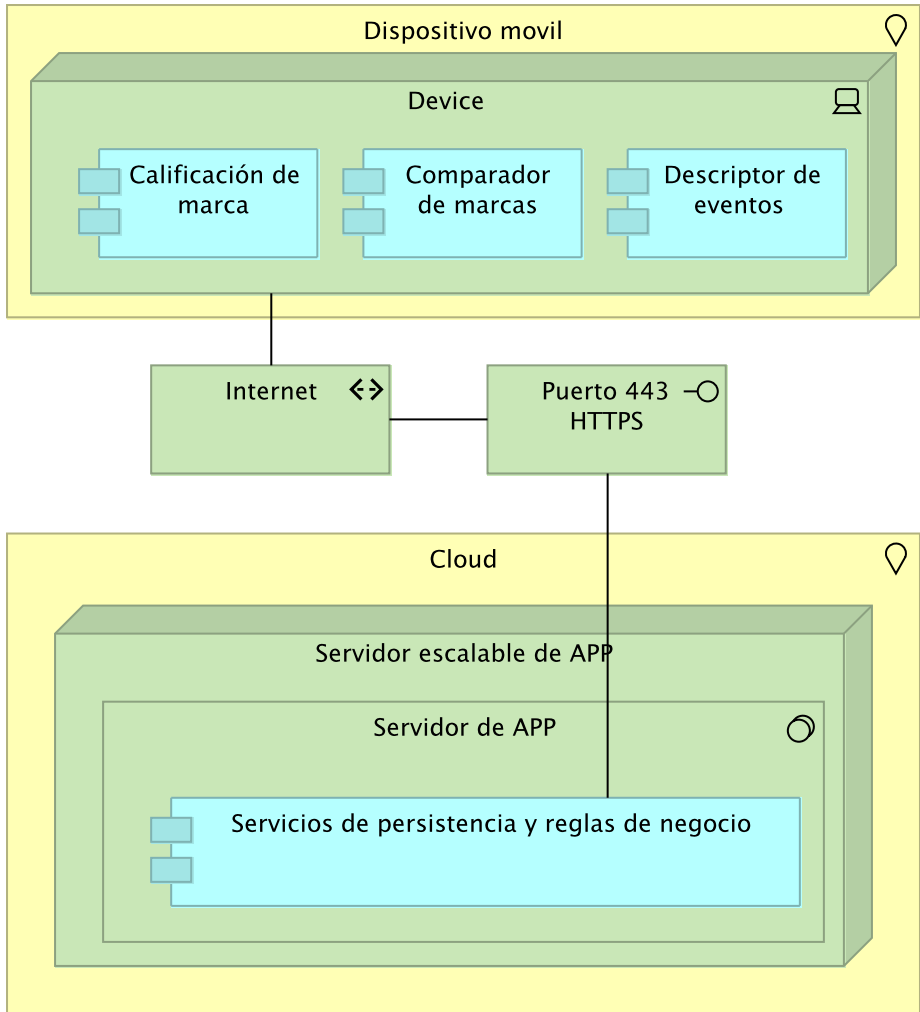 Dispositivo movil
Device
Calificación de
marca
Comparador
de marcas
Descriptor de
eventos
Internet
Puerto 443
HTTPS
Cloud
Servidor escalable de APP
Servidor de APP
Servicios de persistencia y reglas de negocio